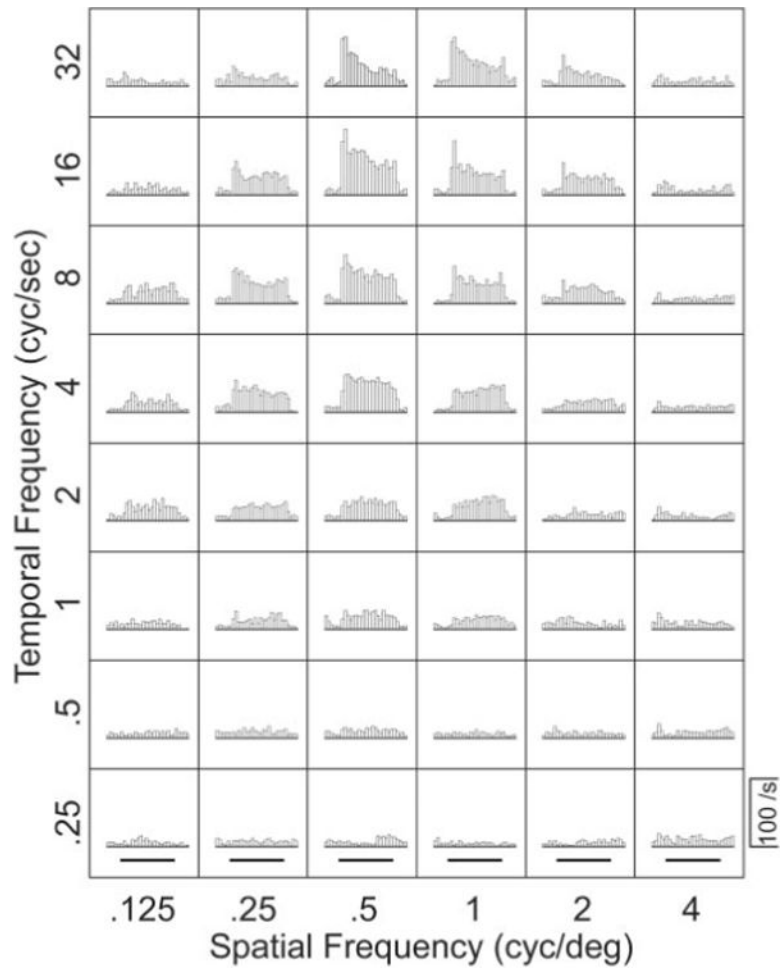 Temporal Frequency (cyc/sec)
32
16
8
4
2
1
.5
.25
100 /s
.125 .25 .5 1 2 4
Spatial Frequency (cyc/deg)